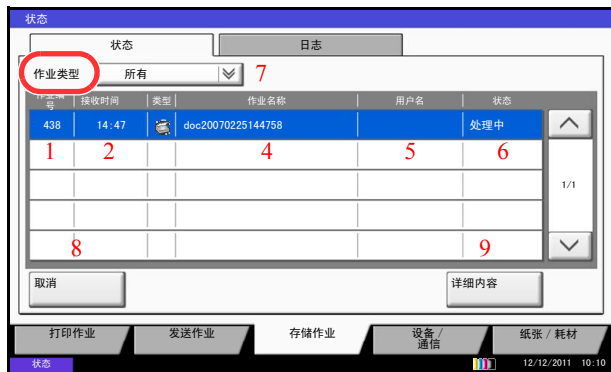 状态
状态 日志
作业类型 所有 7
作业编号 接收时间 类型 作业名称 用户名 状态
438 14:47 doc20070225144758 处理中
1 2 4 5 6
1/1
8 9
取消 详细内容
打印作业 发送作业 存储作业 设备/通信 纸张/耗材
状态 12/12/2011 10:10